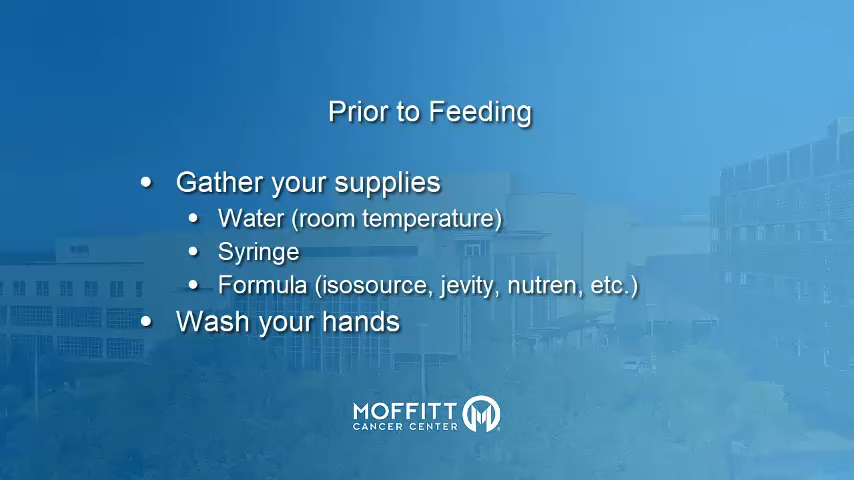 Prior to Feeding
• Gather your supplies
• Water (room temperature)
• Syringe
• Formula (isosource, jevity, nutren, etc.)
• Wash your hands
MOFFITT
CANCER CENTER